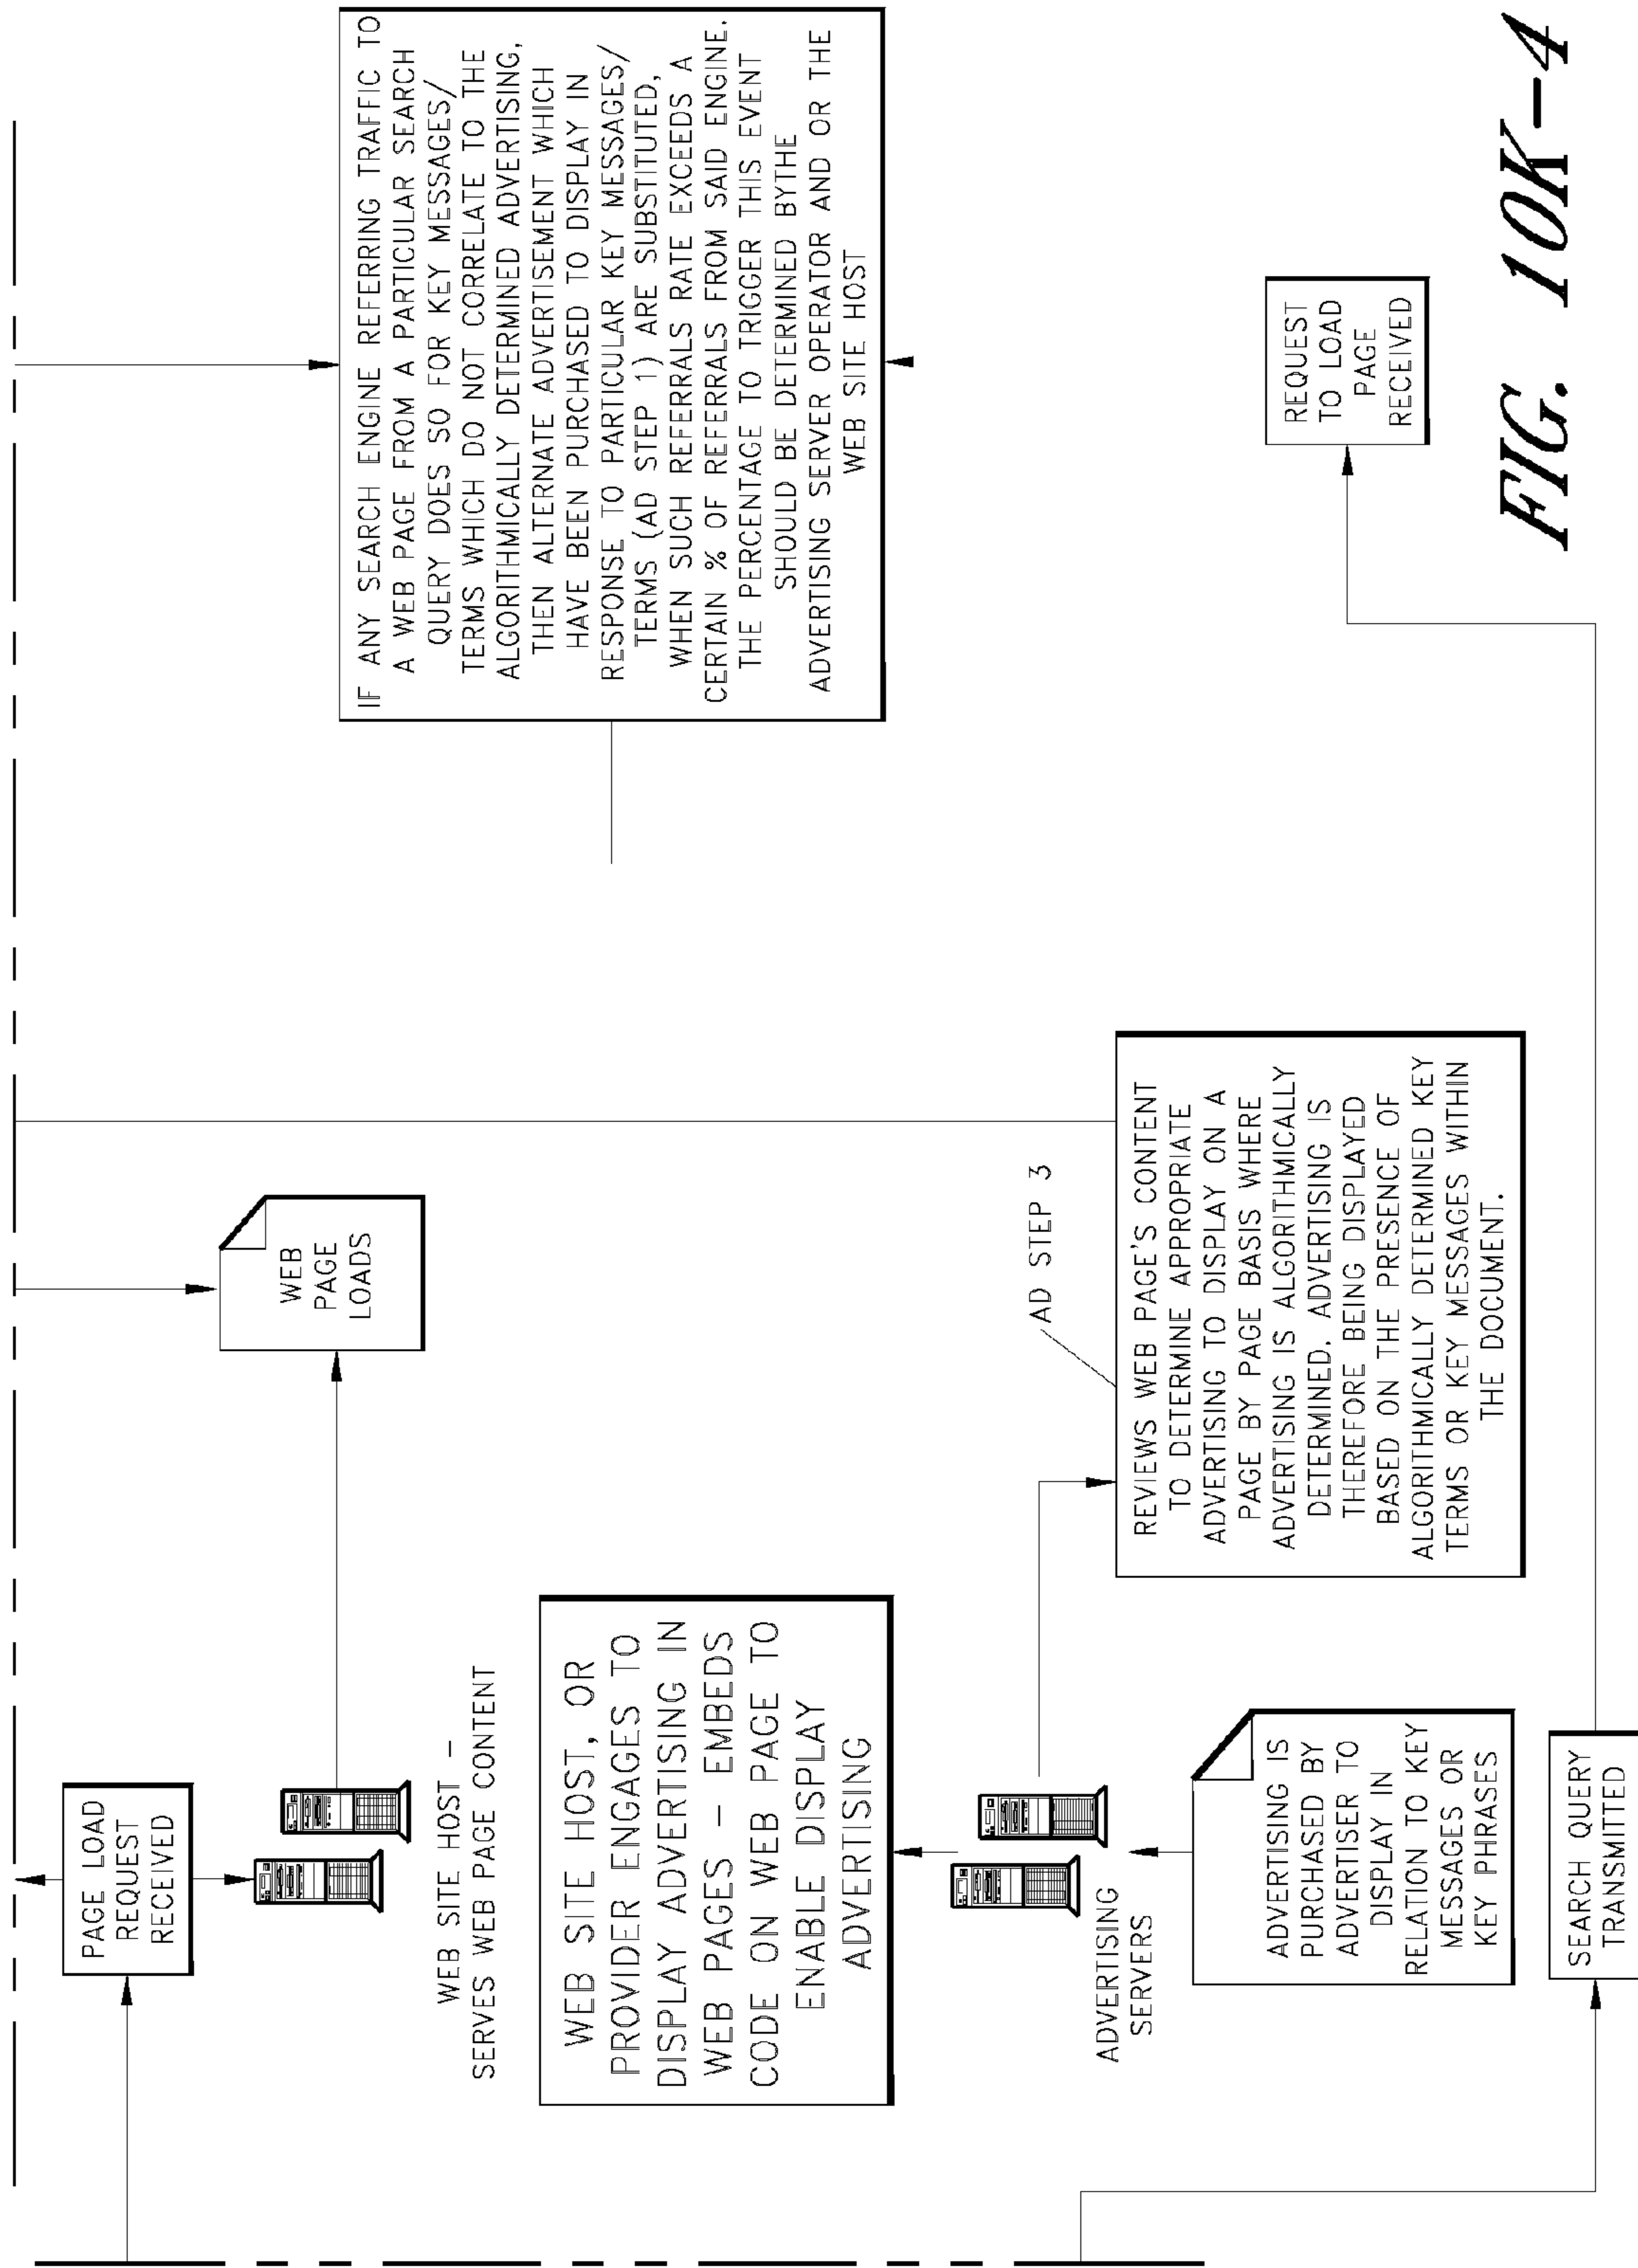 PAGE LOAD
REQUEST
RECEIVED
WEB SITE HOST –
SERVES WEB PAGE CONTENT
WEB
PAGE
LOADS
WEB SITE HOST, OR
PROVIDER ENGAGES TO
DISPLAY ADVERTISING IN
WEB PAGES – EMBEDS
CODE ON WEB PAGE TO
ENABLE DISPLAY
ADVERTISING
ADVERTISING
SERVERS
ADVERTISING IS
PURCHASED BY
ADVERTISER TO
DISPLAY IN
RELATION TO KEY
MESSAGES OR
KEY PHRASES
SEARCH QUERY
TRANSMITTED
AD STEP 3
REVIEWS WEB PAGE'S CONTENT
TO DETERMINE APPROPRIATE
ADVERTISING TO DISPLAY ON A
PAGE BY PAGE BASIS WHERE
ADVERTISING IS ALGORITHMICALLY
DETERMINED. ADVERTISING IS
THEREFORE BEING DISPLAYED
BASED ON THE PRESENCE OF
ALGORITHMICALLY DETERMINED KEY
TERMS OR KEY MESSAGES WITHIN
THE DOCUMENT.
IF ANY SEARCH ENGINE REFERRING TRAFFIC TO
A WEB PAGE FROM A PARTICULAR SEARCH
QUERY DOES SO FOR KEY MESSAGES/
TERMS WHICH DO NOT CORRELATE TO THE
ALGORITHMICALLY DETERMINED ADVERTISING,
THEN ALTERNATE ADVERTISEMENT WHICH
HAVE BEEN PURCHASED TO DISPLAY IN
RESPONSE TO PARTICULAR KEY MESSAGES/
TERMS (AD STEP 1) ARE SUBSTITUTED,
WHEN SUCH REFERRALS RATE EXCEEDS A
CERTAIN % OF REFERRALS FROM SAID ENGINE.
THE PERCENTAGE TO TRIGGER THIS EVENT
SHOULD BE DETERMINED BYTHE
ADVERTISING SERVER OPERATOR AND OR THE
WEB SITE HOST
REQUEST
TO LOAD
PAGE
RECEIVED
FIG. 10K-4